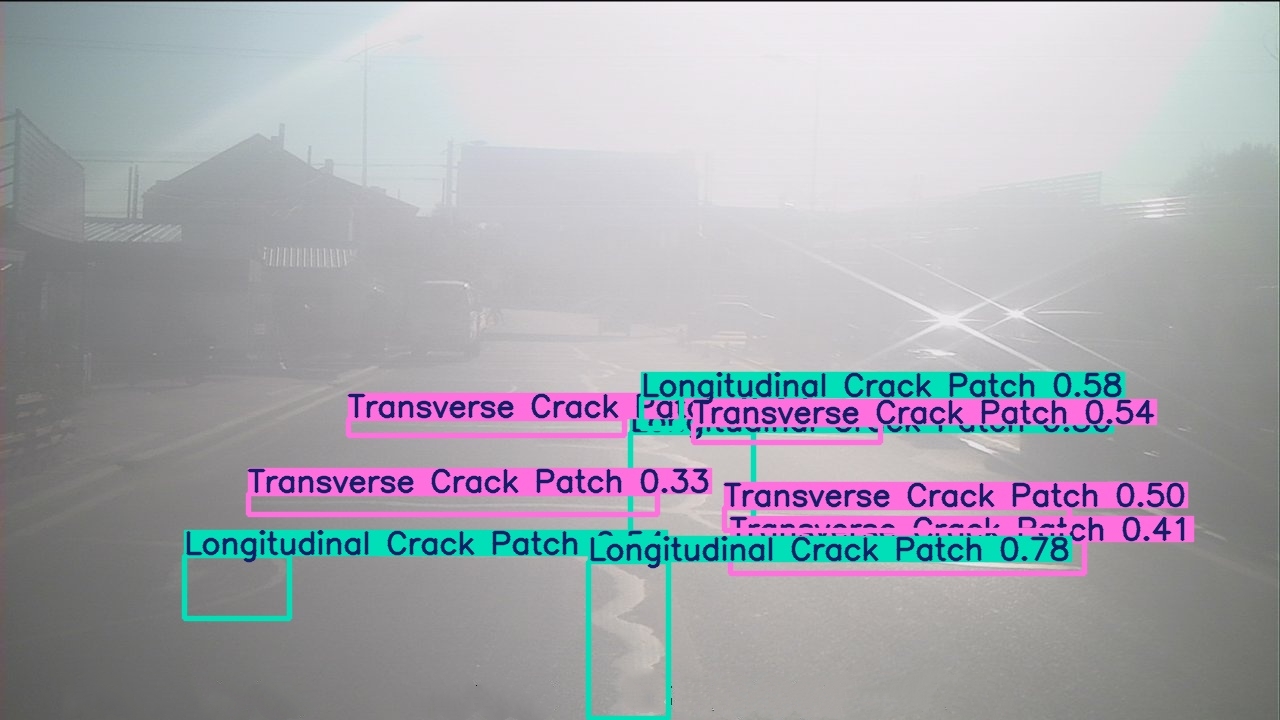 Longitudinal Crack Patch 0.58
Transverse Crack
Transverse Crack Patch 0.54
Transverse Crack Patch 0.33
Transverse Crack Patch 0.50
Transverse Crack Patch 0.41
Longitudinal Crack Patch
Longitudinal Crack Patch 0.78